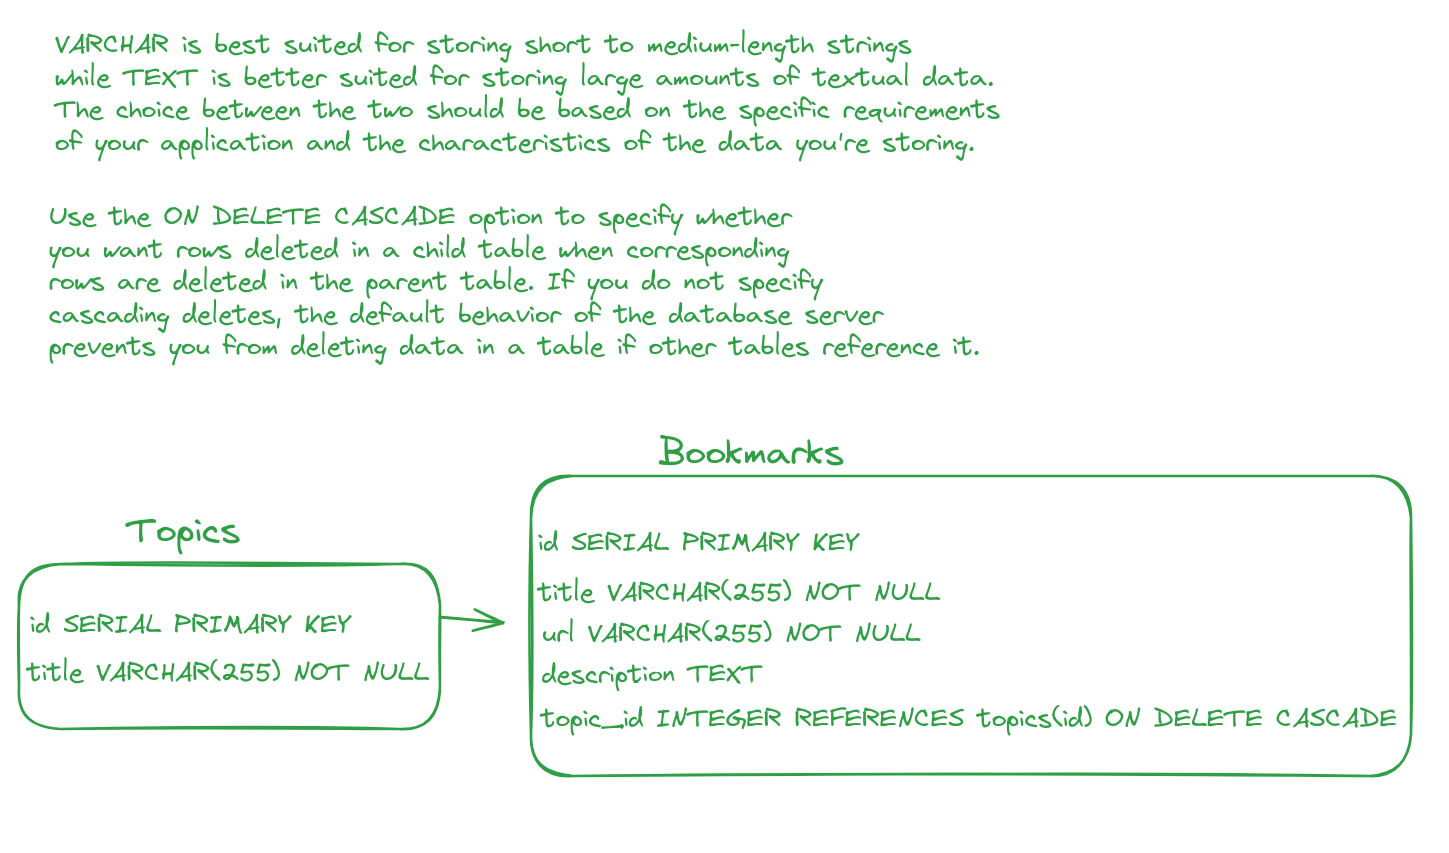 VARCHAR is best suited for storing short to medium-length strings
while TEXT is better suited for storing large amounts of textual data.
The choice between the two should be based on the specific requirements
of your application and the characteristics of the data you're storing.
Use the ON DELETE CASCADE option to specify whether
you want rows deleted in a child table when corresponding
rows are deleted in the parent table. If you do not specify
cascading deletes, the default behavior of the database server
prevents you from deleting data in a table if other tables reference it.
Topics
id SERIAL PRIMARY KEY
title VARCHAR(255) NOT NULL
Bookmarks
id SERIAL PRIMARY KEY
title VARCHAR(255) NOT NULL
url VARCHAR(255) NOT NULL
description TEXT
topic_id INTEGER REFERENCES topics(id) ON DELETE CASCADE